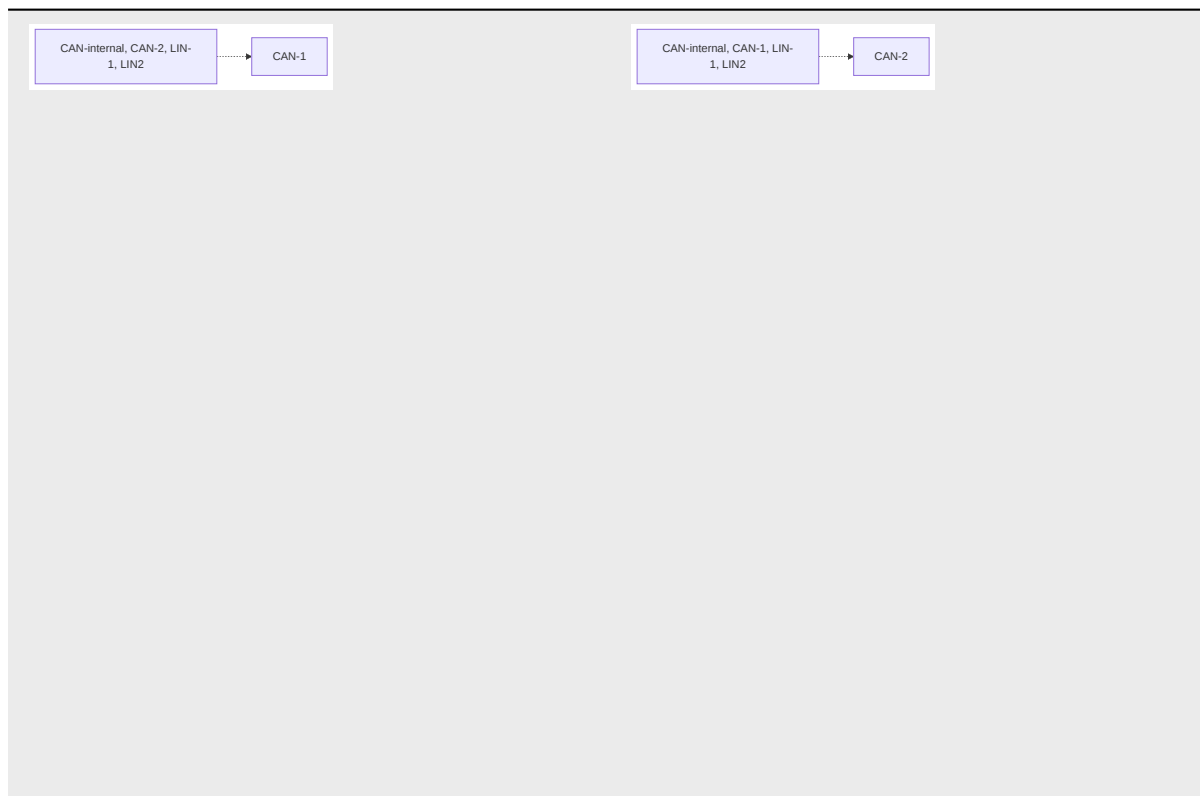 CAN-internal, CAN-2, LIN-
1, LIN2
CAN-1
CAN-internal, CAN-1, LIN-
1, LIN2
CAN-2